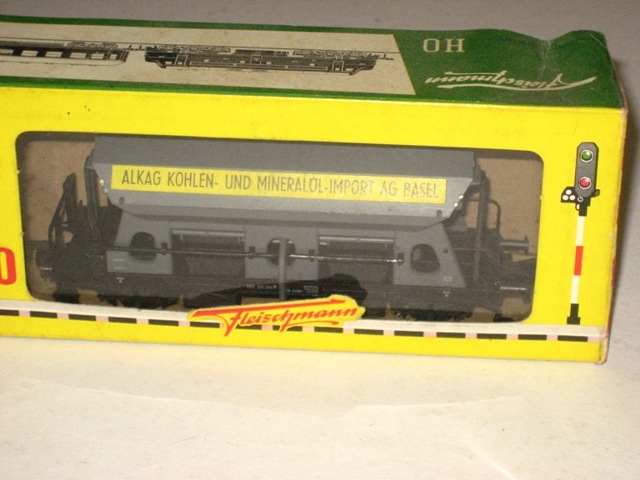 HO
Fleischmann
ALKAG KOHLEN- UND MINERALÖL-IMPORT AG. BASEL
Fleischmann